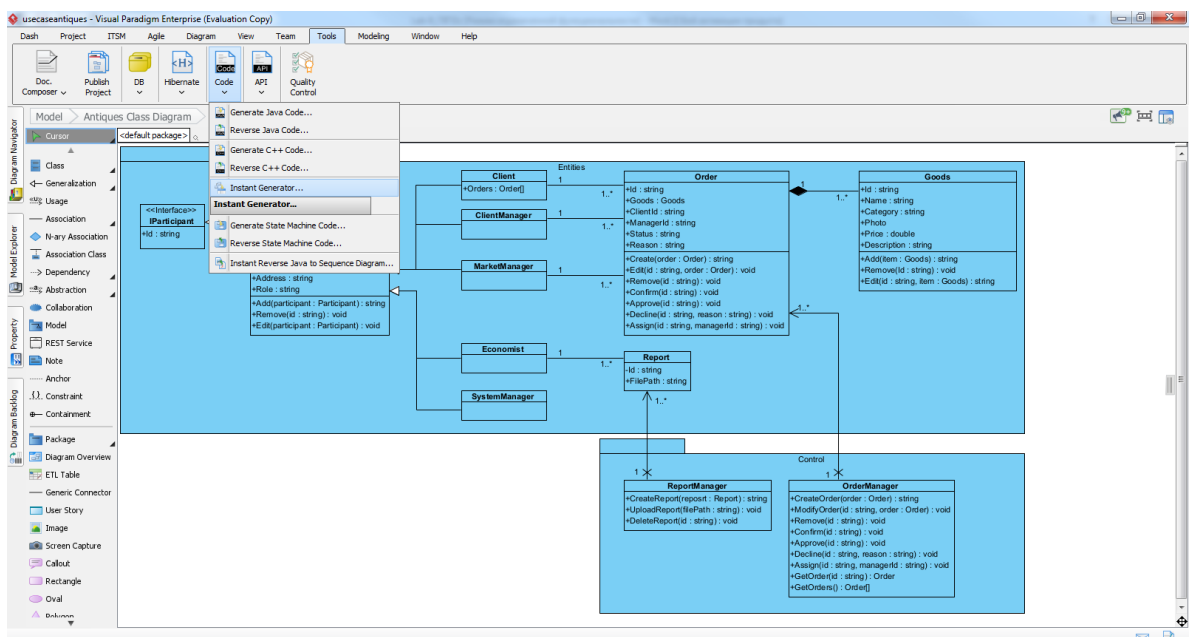 usecaseantiques - Visual Paradigm Enterprise (Evaluation Copy)
Dash Project ITSM Agile Diagram View Team Tools Modeling Window Help
Doc. Composer
Publish Project
DB
Hibernate
Code
API
Quality Control
Model Antiques Class Diagram
Generate Java Code...
Reverse Java Code...
Generate C++ Code...
Reverse C++ Code...
Instant Generator...
Instant Generator...
Generate State Machine Code...
Reverse State Machine Code...
Instant Reverse Java to Sequence Diagram...
Diagram Navigator
Model Explorer
Property
Diagram Backlog
Cursor
Class
Generalization
Usage
Association
N-ary Association
Association Class
Dependency
Abstraction
Collaboration
Model
REST Service
Note
Anchor
Constraint
Containment
Package
Diagram Overview
ETL Table
Generic Connector
User Story
Image
Screen Capture
Callout
Rectangle
Oval
Polygon
<default package>
Entities
<<Interface>>
IParticipant
+Id : string
+Address : string
+Role : string
+Add(participant : Participant) : string
+Remove(id : string) : void
+Edit(participant : Participant) : void
Client
+Orders : Order[]
1
1..*
ClientManager
1
1..*
MarketManager
1
1..*
Economist
1
1..*
SystemManager
Order
+Id : string
+Goods : Goods
+ClientId : string
+ManagerId : string
+Status : string
+Reason : string
+Create(order : Order) : string
+Edit(id : string, order : Order) : void
+Remove(id : string) : void
+Confirm(id : string) : void
+Approve(id : string) : void
+Decline(id : string, reason : string) : void
+Assign(id : string, managerId : string) : void
1
1..*
Goods
+Id : string
+Name : string
+Category : string
+Photo
+Price : double
+Description : string
+Add(item : Goods) : string
+Remove(Id : string) : void
+Edit(id : string, item : Goods) : string
1..*
Report
-Id : string
+FilePath : string
1..*
Control
1
1
ReportManager
+CreateReport(reposrt : Report) : string
+UploadReport(filePath : string) : void
+DeleteReport(id : string) : void
OrderManager
+CreateOrder(order : Order) : string
+ModifyOrder(id : string, order : Order) : void
+Remove(id : string) : void
+Confirm(id : string) : void
+Approve(id : string) : void
+Decline(id : string, reason : string) : void
+Assign(id : string, managerId : string) : void
+GetOrder(id : string) : Order
+GetOrders() : Order[]